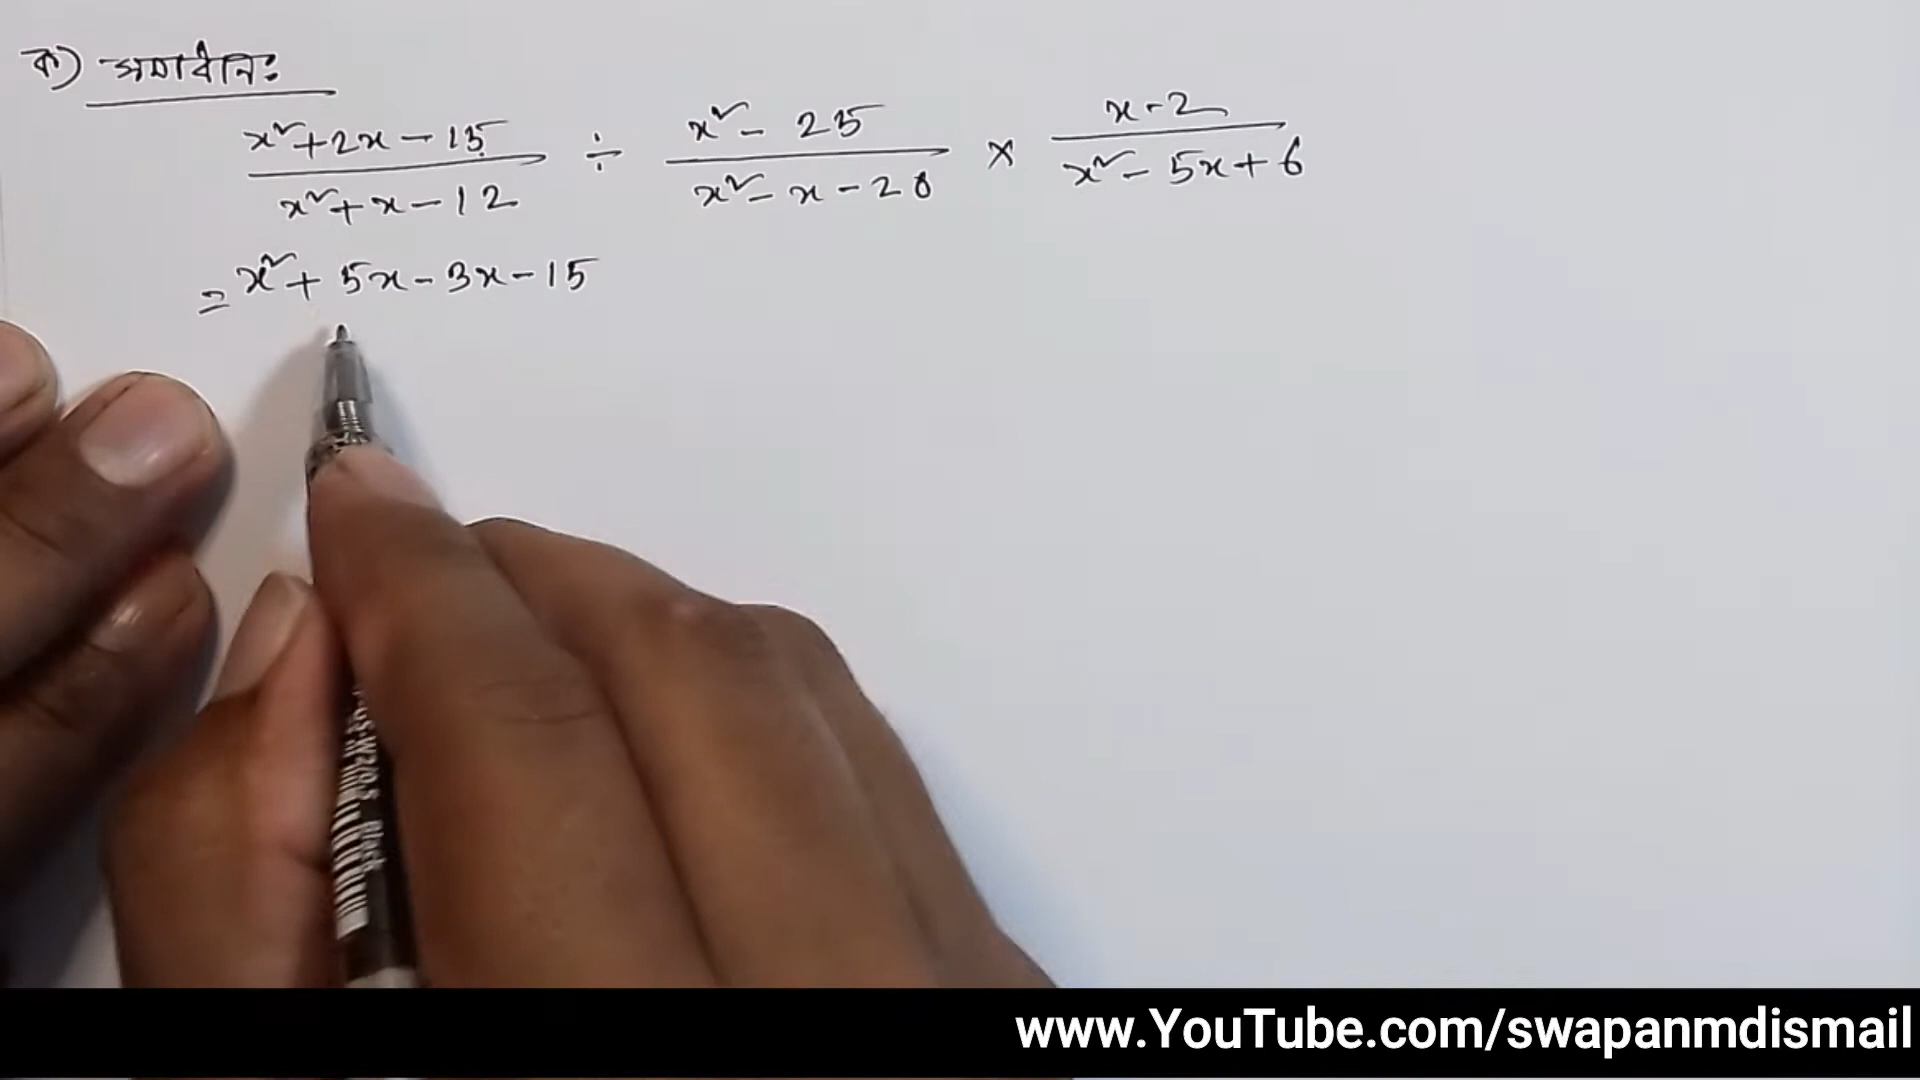 ক) সমাধান:
x²+2x-15/x²+x-12 ÷ x²-25/x²-x-20 × x-2/x²-5x+6
= x²+5x-3x-15
www.YouTube.com/swapanmdismail